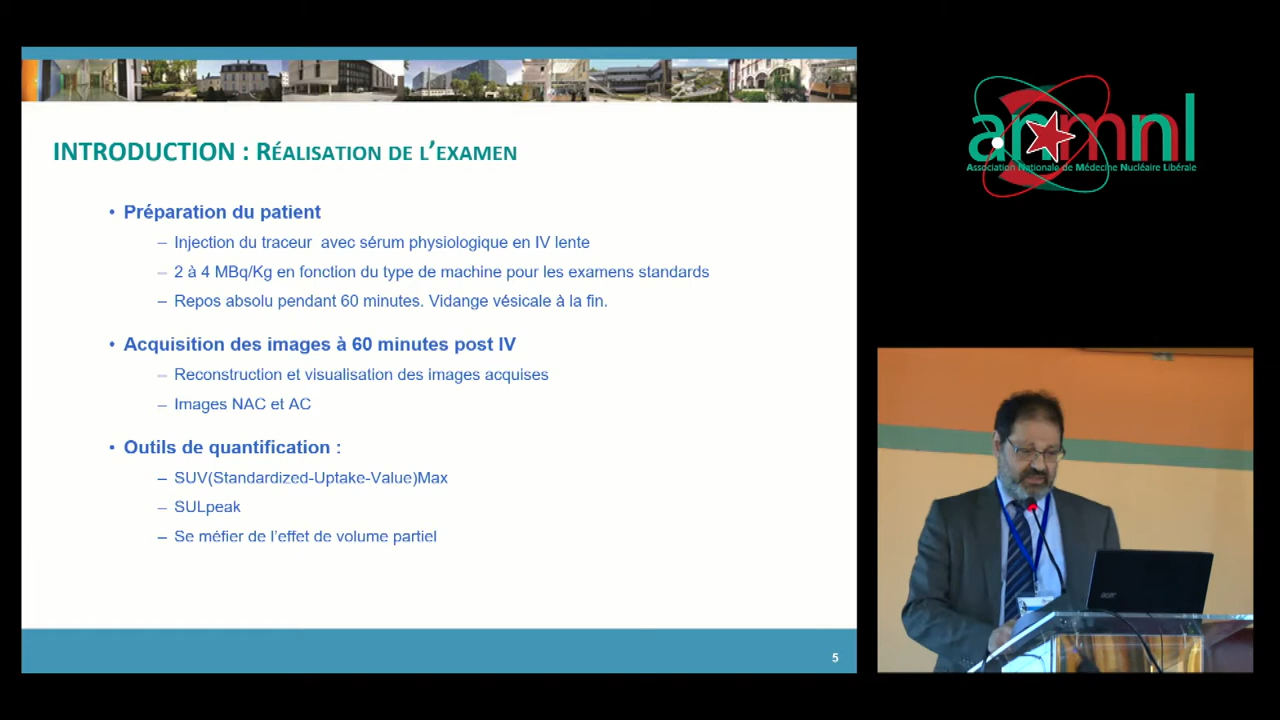 INTRODUCTION : RÉALISATION DE L'EXAMEN
• Préparation du patient
– Injection du traceur avec sérum physiologique en IV lente
– 2 à 4 MBq/Kg en fonction du type de machine pour les examens standards
– Repos absolu pendant 60 minutes. Vidange vésicale à la fin.
• Acquisition des images à 60 minutes post IV
– Reconstruction et visualisation des images acquises
– Images NAC et AC
• Outils de quantification :
– SUV(Standardized-Uptake-Value)Max
– SULpeak
– Se méfier de l'effet de volume partiel
5
anmnl
Association Nationale de Médecine Nucléaire Libérale
acer